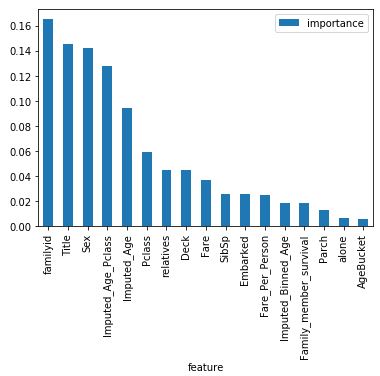 importance
0.16
0.14
0.12
0.10
0.08
0.06
0.04
0.02
0.00
familyid
Title
Sex
Imputed_Age_Pclass
Imputed_Age
Pclass
relatives
Deck
Fare
SibSp
Embarked
Fare_Per_Person
Imputed_Binned_Age
Family_member_survival
Parch
alone
AgeBucket
feature